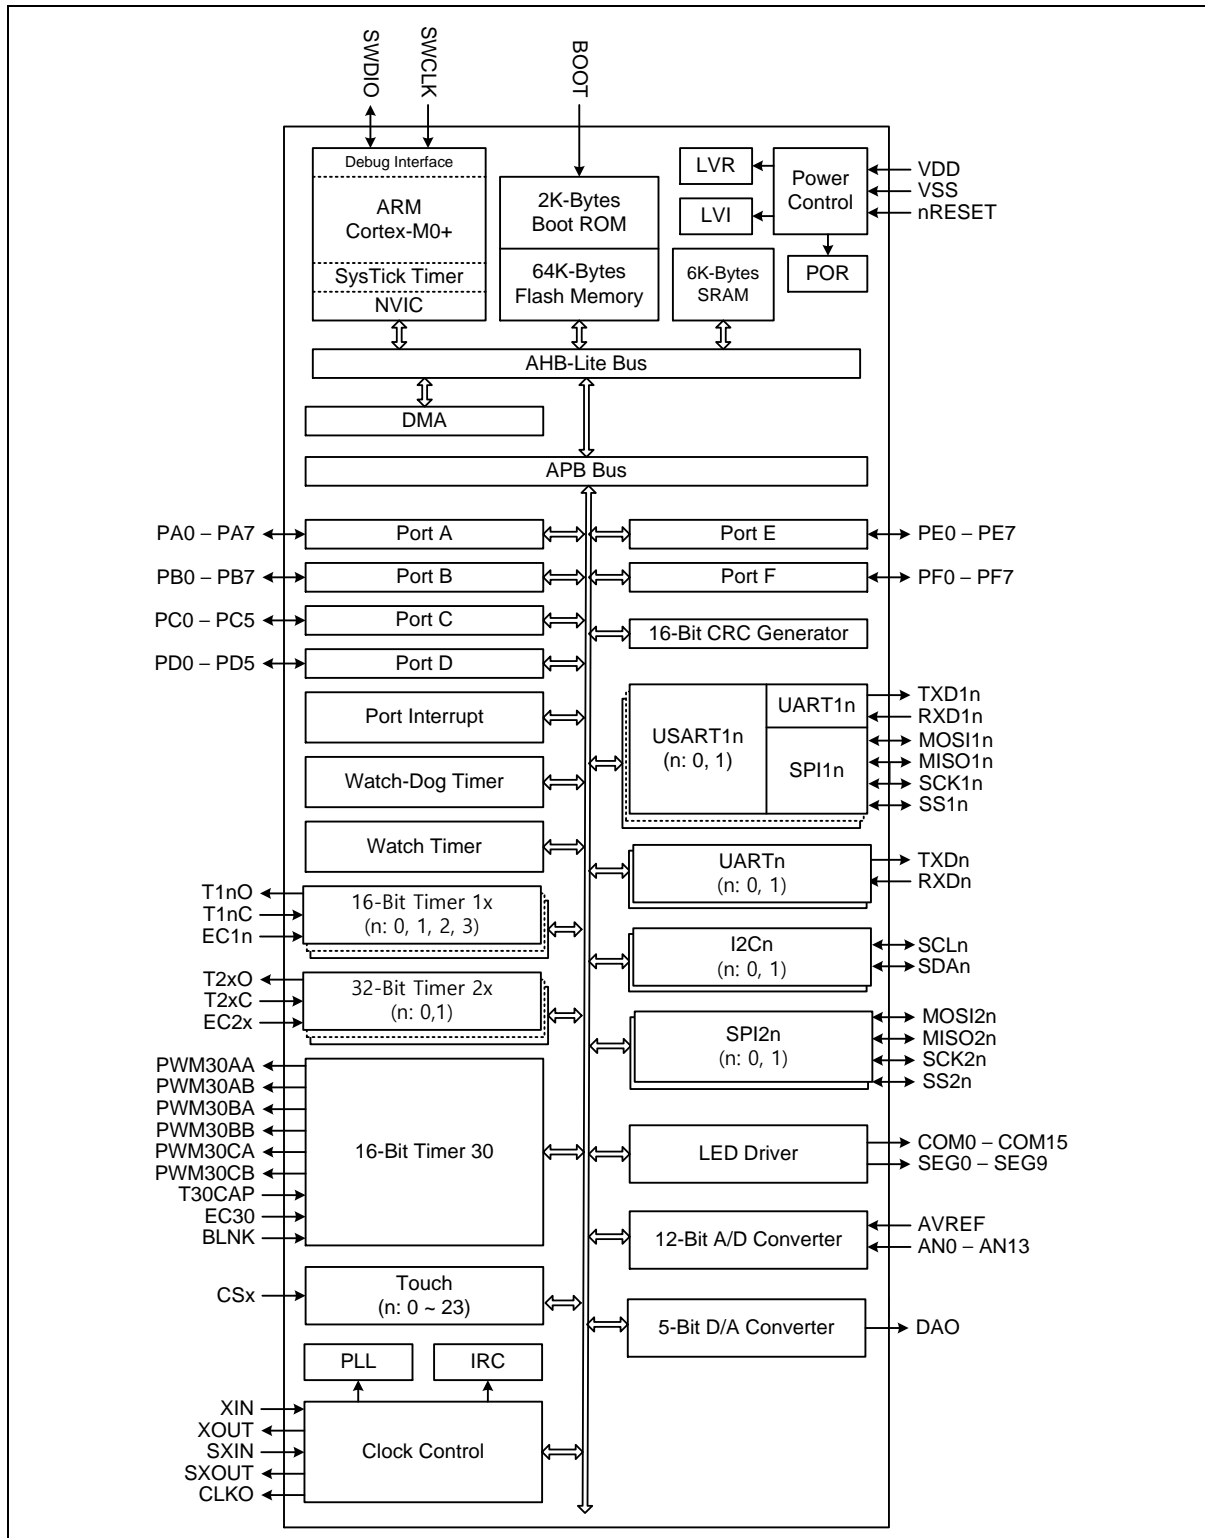 SWDIO
SWCLK
BOOT
Debug Interface
ARM
Cortex-M0+
SysTick Timer
NVIC
2K-Bytes
Boot ROM
64K-Bytes
Flash Memory
6K-Bytes
SRAM
LVR
LVI
Power
Control
POR
VDD
VSS
nRESET
AHB-Lite Bus
DMA
APB Bus
PA0 – PA7
Port A
PB0 – PB7
Port B
PC0 – PC5
Port C
PD0 – PD5
Port D
Port Interrupt
Watch-Dog Timer
Watch Timer
T1nO
T1nC
EC1n
16-Bit Timer 1x
(n: 0, 1, 2, 3)
T2xO
T2xC
EC2x
32-Bit Timer 2x
(n: 0,1)
PWM30AA
PWM30AB
PWM30BA
PWM30BB
PWM30CA
PWM30CB
T30CAP
EC30
BLNK
16-Bit Timer 30
CSx
Touch
(n: 0 ~ 23)
PLL
IRC
XIN
XOUT
SXIN
SXOUT
CLKO
Clock Control
Port E
PE0 – PE7
Port F
PF0 – PF7
16-Bit CRC Generator
USART1n
(n: 0, 1)
UART1n
SPI1n
TXD1n
RXD1n
MOSI1n
MISO1n
SCK1n
SS1n
UARTn
(n: 0, 1)
TXDn
RXDn
I2Cn
(n: 0, 1)
SCLn
SDAn
SPI2n
(n: 0, 1)
MOSI2n
MISO2n
SCK2n
SS2n
LED Driver
COM0 – COM15
SEG0 – SEG9
12-Bit A/D Converter
AVREF
AN0 – AN13
5-Bit D/A Converter
DAO